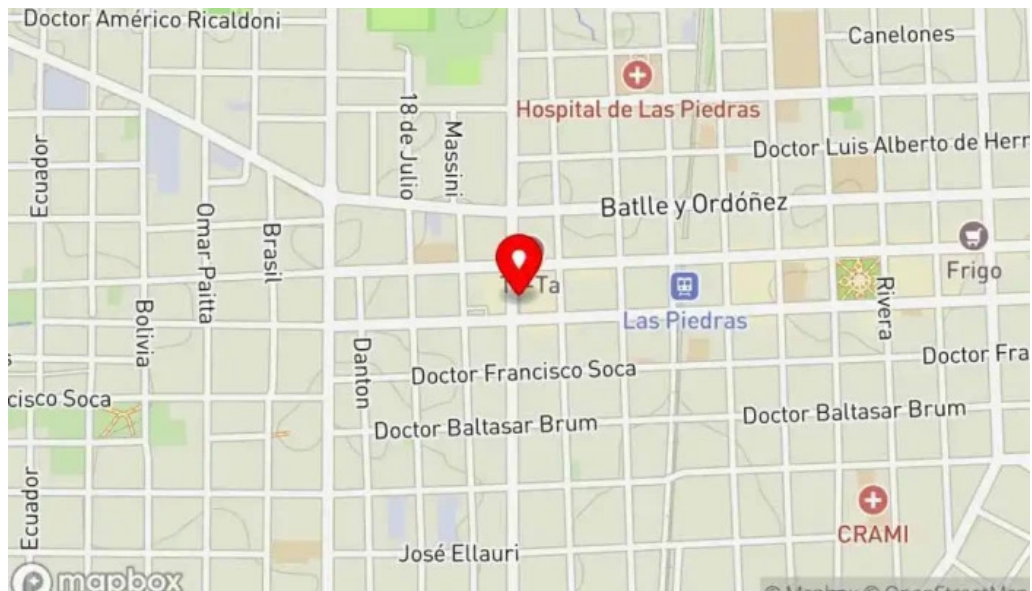 Doctor Américo Ricaldoni
Canelones
18 de Julio
Massini
Hospital de Las Piedras
Ecuador
Doctor Luis Alberto de Herr
Omar Paitta
Brasil
Batlle y Ordóñez
Frigo
Rivera
Las Piedras
Bolivia
Danton
Doctor Francisco Soca
Doctor Fra
cisco Soca
Doctor Baltasar Brum
Doctor Baltasar Brum
Ecuador
CRAMI
José Ellauri
mapbox
© Mapbox © OpenStreetMap